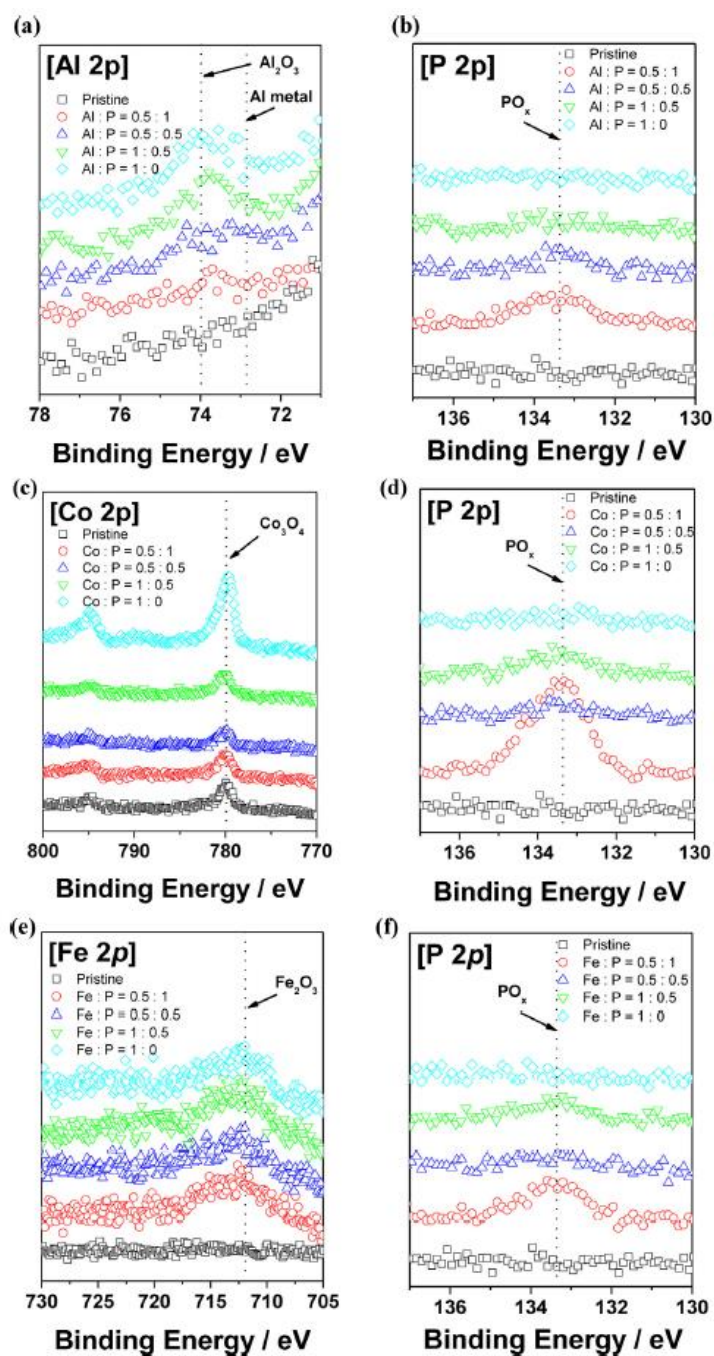 (a)
[Al 2p]
Al₂O₃
Al metal
Pristine
Al : P = 0.5 : 1
Al : P = 0.5 : 0.5
Al : P = 1 : 0.5
Al : P = 1 : 0
78 76 74 72
Binding Energy / eV
(b)
[P 2p]
Pristine
Al : P = 0.5 : 1
Al : P = 0.5 : 0.5
Al : P = 1 : 0.5
Al : P = 1 : 0
POₓ
136 134 132 130
Binding Energy / eV
(c)
[Co 2p]
Pristine
Co : P = 0.5 : 1
Co : P = 0.5 : 0.5
Co : P = 1 : 0.5
Co : P = 1 : 0
Co₃O₄
800 790 780 770
Binding Energy / eV
(d)
[P 2p]
Pristine
Co : P = 0.5 : 1
Co : P = 0.5 : 0.5
Co : P = 1 : 0.5
Co : P = 1 : 0
POₓ
136 134 132 130
Binding Energy / eV
(e)
[Fe 2p]
Pristine
Fe : P = 0.5 : 1
Fe : P = 0.5 : 0.5
Fe : P = 1 : 0.5
Fe : P = 1 : 0
Fe₂O₃
730 725 720 715 710 705
Binding Energy / eV
(f)
[P 2p]
Pristine
Fe : P = 0.5 : 1
Fe : P = 0.5 : 0.5
Fe : P = 1 : 0.5
Fe : P = 1 : 0
POₓ
136 134 132 130
Binding Energy / eV